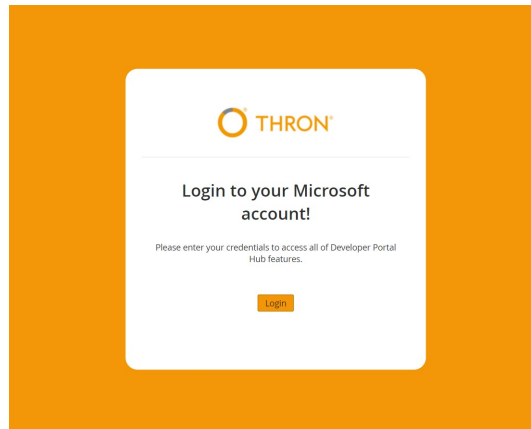 THRON
Login to your Microsoft
account!
Please enter your credentials to access all of Developer Portal
Hub features.
Login